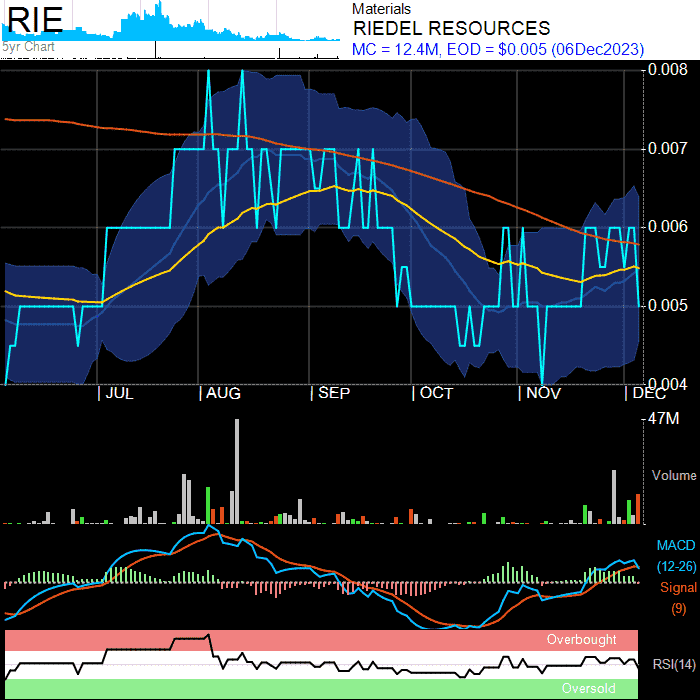 RIE
5yr Chart
Materials
RIEDEL RESOURCES
MC = 12.4M, EOD = $0.005 (06Dec2023)
0.008
0.007
0.006
0.005
0.004
| JUL | AUG | SEP | OCT | NOV | DEC
47M
Volume
MACD
(12-26)
Signal
(9)
Overbought
RSI(14)
Oversold